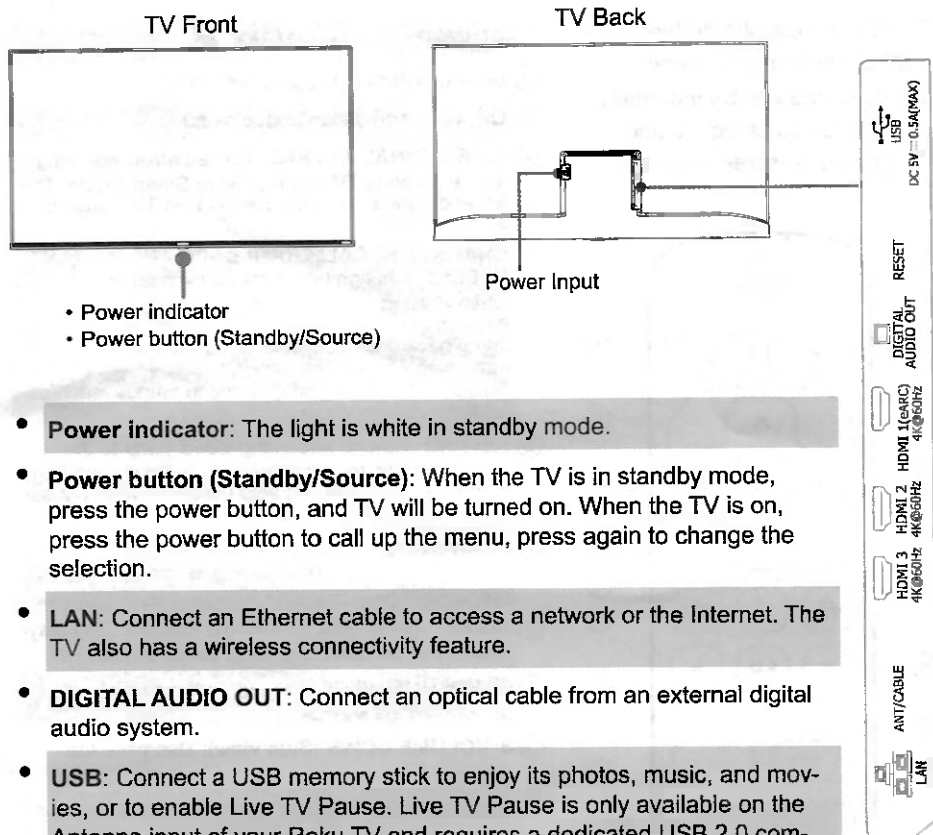 TV Front
TV Back
USB
DC 5V ⎓ 0.5A(MAX)
RESET
DIGITAL
AUDIO OUT
HDMI 1(eARC)
4K@60Hz
HDMI 2
4K@60Hz
HDMI 3
4K@60Hz
ANT/CABLE
LAN
Power Input
• Power indicator
• Power button (Standby/Source)
• Power indicator: The light is white in standby mode.
• Power button (Standby/Source): When the TV is in standby mode,
press the power button, and TV will be turned on. When the TV is on,
press the power button to call up the menu, press again to change the
selection.
• LAN: Connect an Ethernet cable to access a network or the Internet. The
TV also has a wireless connectivity feature.
• DIGITAL AUDIO OUT: Connect an optical cable from an external digital
audio system.
• USB: Connect a USB memory stick to enjoy its photos, music, and mov-
ies, or to enable Live TV Pause. Live TV Pause is only available on the
Antenna input of your Roku TV and requires a dedicated USB 2.0 com-